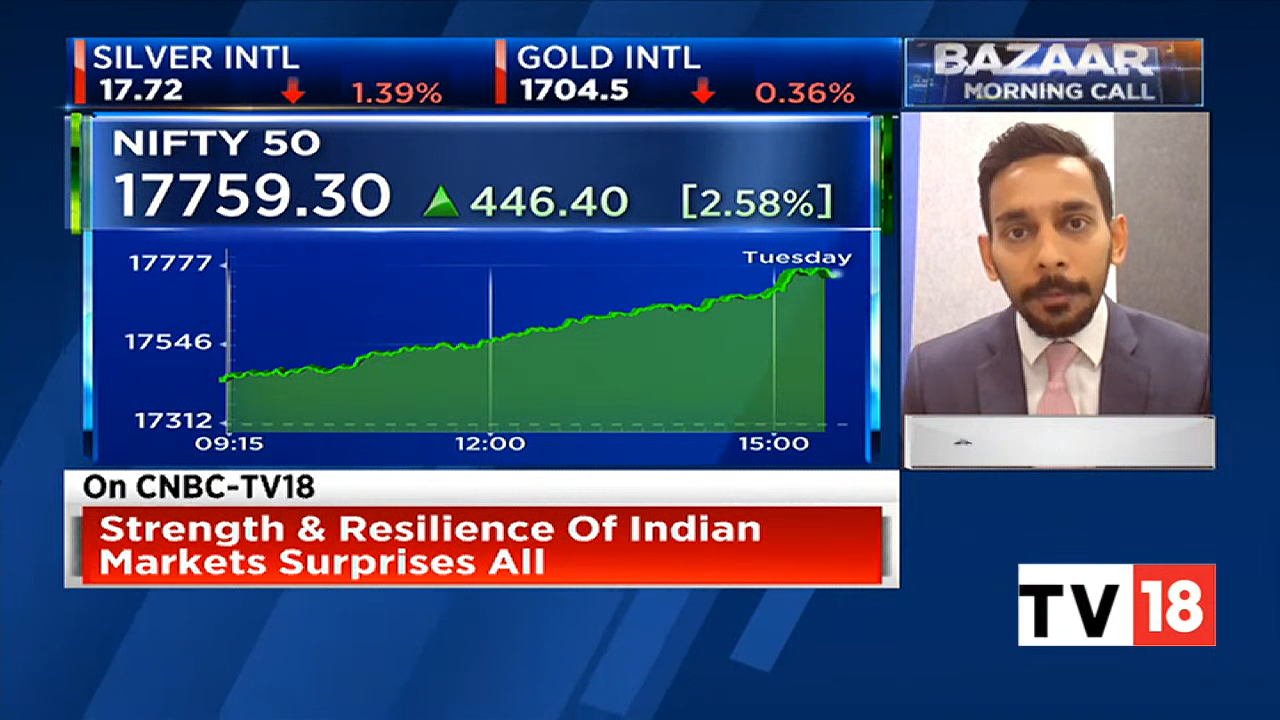 SILVER INTL
17.72 1.39%
GOLD INTL
1704.5 0.36%
BAZAAR
MORNING CALL
NIFTY 50
17759.30 446.40 [2.58%]
Tuesday
17777
17546
17312
09:15 12:00 15:00
On CNBC-TV18
Strength & Resilience Of Indian
Markets Surprises All
TV18